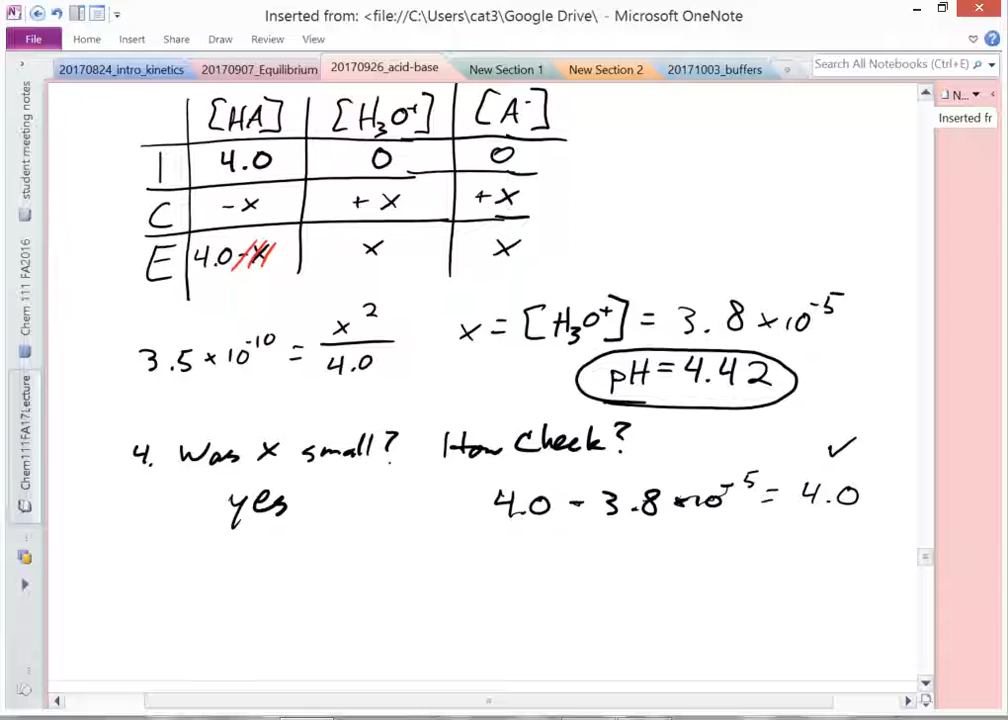 Inserted from: <file://C:\Users\cat3\Google Drive\ - Microsoft OneNote
File Home Insert Share Draw Review View
20170824_intro_kinetics 20170907_Equilibrium 20170926_acid-base New Section 1 New Section 2 20171003_buffers Search All Notebooks (Ctrl+E)
N...
Inserted fr
student meeting notes
Chem 111 FA2016
Chem111FA17Lecture
[HA] [H₃O⁺] [A⁻]
I 4.0 0 0
C -x +x +x
E 4.0-x x x
3.5×10⁻¹⁰ = x²/4.0
x = [H₃O⁺] = 3.8×10⁻⁵
pH = 4.42
4. Was x small? How Check? ✓
yes 4.0 - 3.8×10⁻⁵ = 4.0